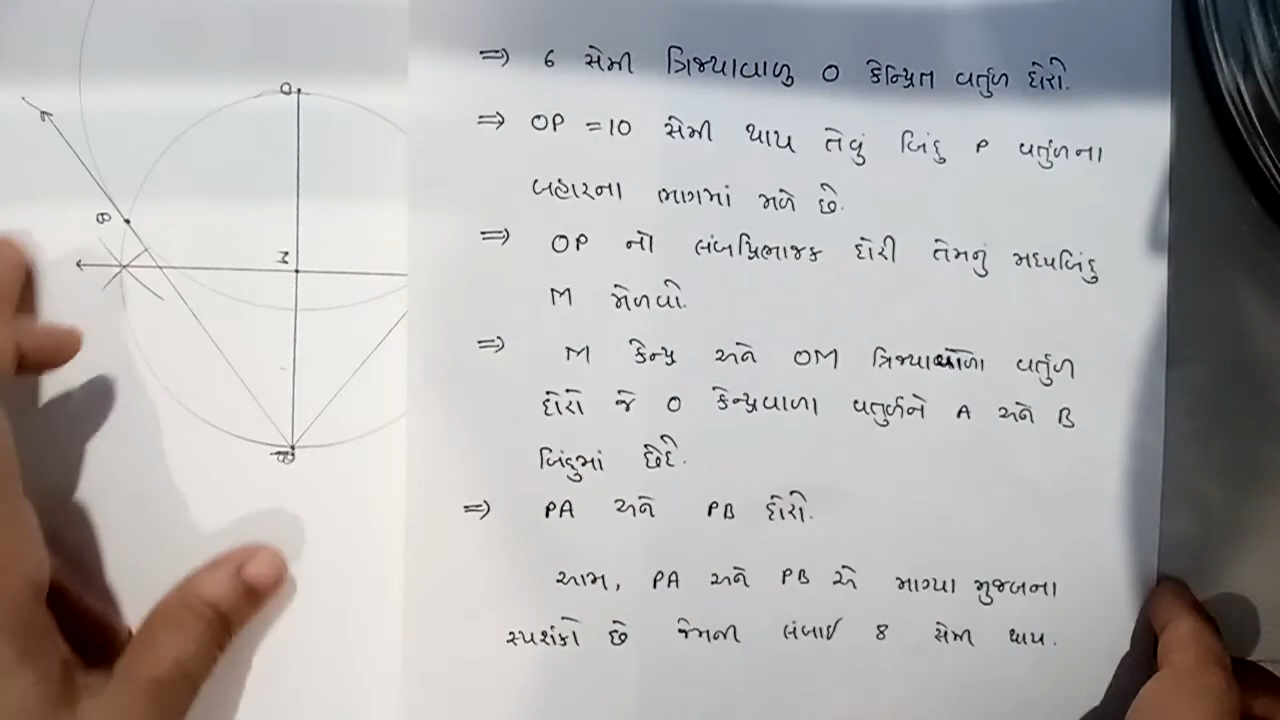 ⇒ 6 સેમી ત્રિજ્યાવાળુ O કેન્દ્રિત વર્તુળ દોરો.
⇒ OP = 10 સેમી થાય તેવું બિંદુ P વર્તુળના
બહારના ભાગમાં મળે છે.
⇒ OP નો લંબદ્વિભાજક દોરી તેમનું મધ્યબિંદુ
M મેળવો.
⇒ M કેન્દ્ર અને OM ત્રિજ્યાવાળા વર્તુળ
દોરો જે O કેન્દ્રવાળા વર્તુળને A અને B
બિંદુમાં છેદે.
⇒ PA અને PB દોરો.
આમ, PA અને PB એ માગ્યા મુજબના
સ્પર્શકો છે જેમની લંબાઈ 8 સેમી થાય.
O
B
M
P